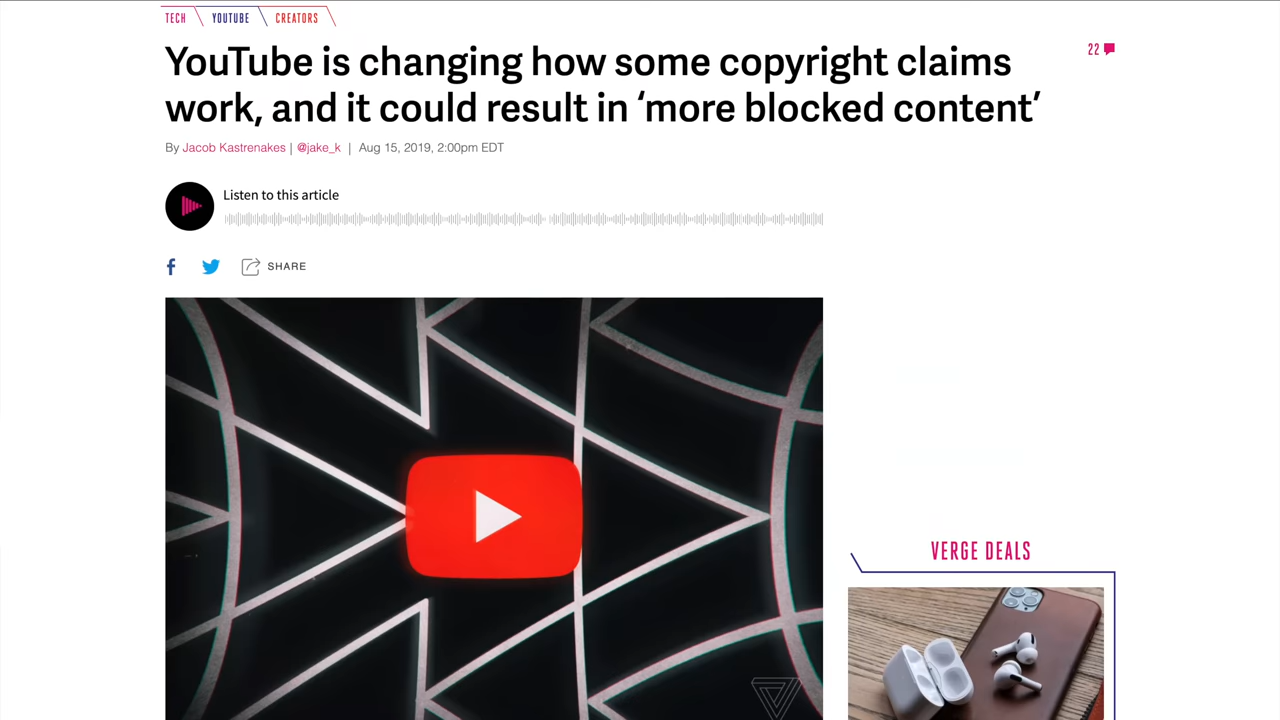 TECH YOUTUBE CREATORS
YouTube is changing how some copyright claims
work, and it could result in ‘more blocked content’
22
By Jacob Kastrenakes | @jake_k | Aug 15, 2019, 2:00pm EDT
Listen to this article
SHARE
VERGE DEALS